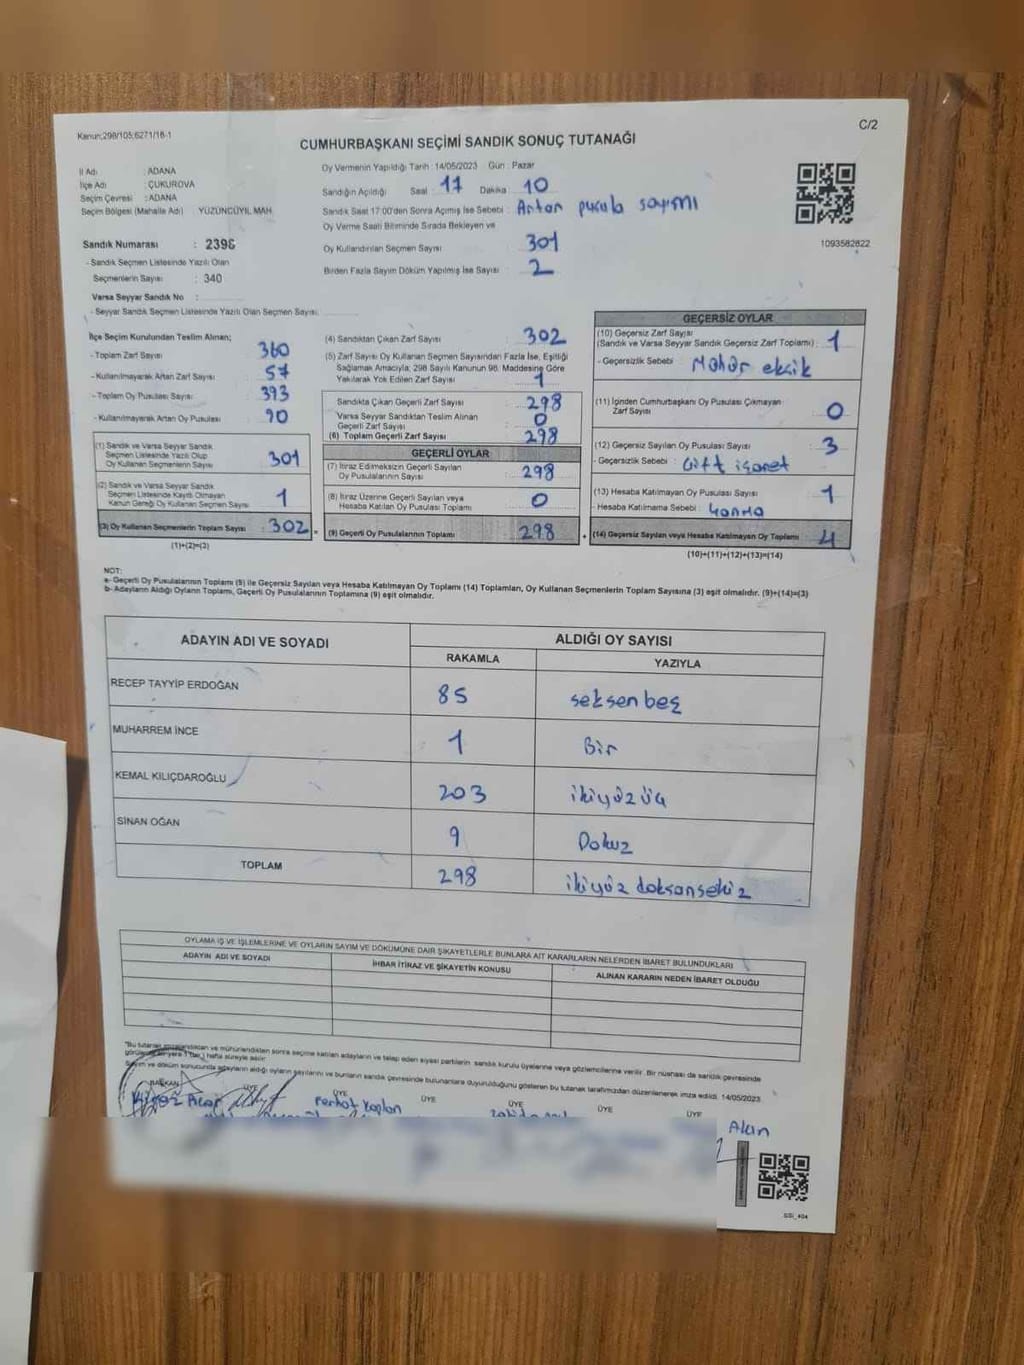 Kanun;298/105;6271/18-1
C/2
CUMHURBAŞKANI SEÇİMİ SANDIK SONUÇ TUTANAĞI
İl Adı : ADANA
İlçe Adı : ÇUKUROVA
Seçim Çevresi : ADANA
Seçim Bölgesi (Mahalle Adı) YÜZÜNCÜYIL MAH.
Sandık Numarası : 2396
- Sandık Seçmen Listesinde Yazılı Olan
Seçmenlerin Sayısı : 340
Varsa Seyyar Sandık No :
- Seyyar Sandık Seçmen Listesinde Yazılı Olan Seçmen Sayısı
Oy Vermenin Yapıldığı Tarih : 14/05/2023 Gün : Pazar
Sandığın Açıldığı Saat 17 Dakika 10
Sandık Saat 17:00'den Sonra Açılmış İse Sebebi : Artan pusula sayımı
Oy Verme Saati Bitiminde Sırada Bekleyen ve
Oy Kullandırılan Seçmen Sayısı : 301
Birden Fazla Sayım Döküm Yapılmış İse Sayısı : 2
1093582822
İlçe Seçim Kurulundan Teslim Alınan;
- Toplam Zarf Sayısı : 360
- Kullanılmayarak Artan Zarf Sayısı : 57
- Toplam Oy Pusulası Sayısı : 393
- Kullanılmayarak Artan Oy Pusulası : 90
(1) Sandık ve Varsa Seyyar Sandık
Seçmen Listesinde Yazılı Olup
Oy Kullanan Seçmenlerin Sayısı : 301
(2) Sandık ve Varsa Seyyar Sandık
Seçmen Listesinde Kayıtlı Olmayan
Kanun Gereği Oy Kullanan Seçmen Sayısı : 1
(3) Oy Kullanan Seçmenlerin Toplam Sayısı : 302
(1)+(2)=(3)
(4) Sandıktan Çıkan Zarf Sayısı : 302
(5) Zarf Sayısı Oy Kullanan Seçmen Sayısından Fazla İse, Eşitliği
Sağlamak Amacıyla; 298 Sayılı Kanunun 98. Maddesine Göre
Yakılarak Yok Edilen Zarf Sayısı : 1
Sandıkta Çıkan Geçerli Zarf Sayısı : 298
Varsa Seyyar Sandıktan Teslim Alınan
Geçerli Zarf Sayısı : 0
(6) Toplam Geçerli Zarf Sayısı : 298
GEÇERLİ OYLAR
(7) İtiraz Edilmeksizin Geçerli Sayılan
Oy Pusulalarının Sayısı : 298
(8) İtiraz Üzerine Geçerli Sayılan veya
Hesaba Katılan Oy Pusulası Toplamı : 0
= (9) Geçerli Oy Pusulalarının Toplamı : 298 +
GEÇERSİZ OYLAR
(10) Geçersiz Zarf Sayısı
(Sandık ve Varsa Seyyar Sandık Geçersiz Zarf Toplamı) : 1
- Geçersizlik Sebebi : Mühür eksik
(11) İçinden Cumhurbaşkanı Oy Pusulası Çıkmayan
Zarf Sayısı : 0
(12) Geçersiz Sayılan Oy Pusulası Sayısı : 3
- Geçersizlik Sebebi : Çift işaret
(13) Hesaba Katılmayan Oy Pusulası Sayısı : 1
- Hesaba Katılmama Sebebi :
(14) Geçersiz Sayılan veya Hesaba Katılmayan Oy Toplamı : 4
(10)+(11)+(12)+(13)=(14)
NOT:
a- Geçerli Oy Pusulalarının Toplamı (9) ile Geçersiz Sayılan veya Hesaba Katılmayan Oy Toplamı (14) Toplamları, Oy Kullanan Seçmenlerin Toplam Sayısına (3) eşit olmalıdır. (9)+(14)=(3)
b- Adayların Aldığı Oyların Toplamı, Geçerli Oy Pusulalarının Toplamına (9) eşit olmalıdır.
ADAYIN ADI VE SOYADI
ALDIĞI OY SAYISI
RAKAMLA YAZIYLA
RECEP TAYYİP ERDOĞAN 85 seksen beş
MUHARREM İNCE 1 Bir
KEMAL KILIÇDAROĞLU 203 ikiyüz üç
SİNAN OĞAN 9 Dokuz
TOPLAM 298 ikiyüz doksansekiz
OYLAMA İŞ VE İŞLEMLERİNE VE OYLARIN SAYIM VE DÖKÜMÜNE DAİR ŞİKAYETLERLE BUNLARA AİT KARARLARIN NELERDEN İBARET BULUNDUKLARI
ADAYIN ADI VE SOYADI İHBAR İTİRAZ VE ŞİKAYETİN KONUSU ALINAN KARARIN NEDEN İBARET OLDUĞU
"Bu tutanak imzalandıktan ve mühürlendikten sonra seçime katılan adayların ve talep eden siyasi partilerin sandık kurulu üyelerine veya gözlemcilerine verilir. Bir nüshası da sandık çevresinde
görülebilir yere 1 (bir) hafta süreyle asılır.
Sayım ve döküm sonucunda adayların aldığı oyların sayılarını ve bunların sandık çevresinde bulunanlara duyurulduğunu gösteren bu tutanak tarafımızdan düzenlenerek imza edildi. 14/05/2023
BAŞKAN ÜYE ÜYE ÜYE ÜYE ÜYE ÜYE
Ferhat Kaplan
Akın